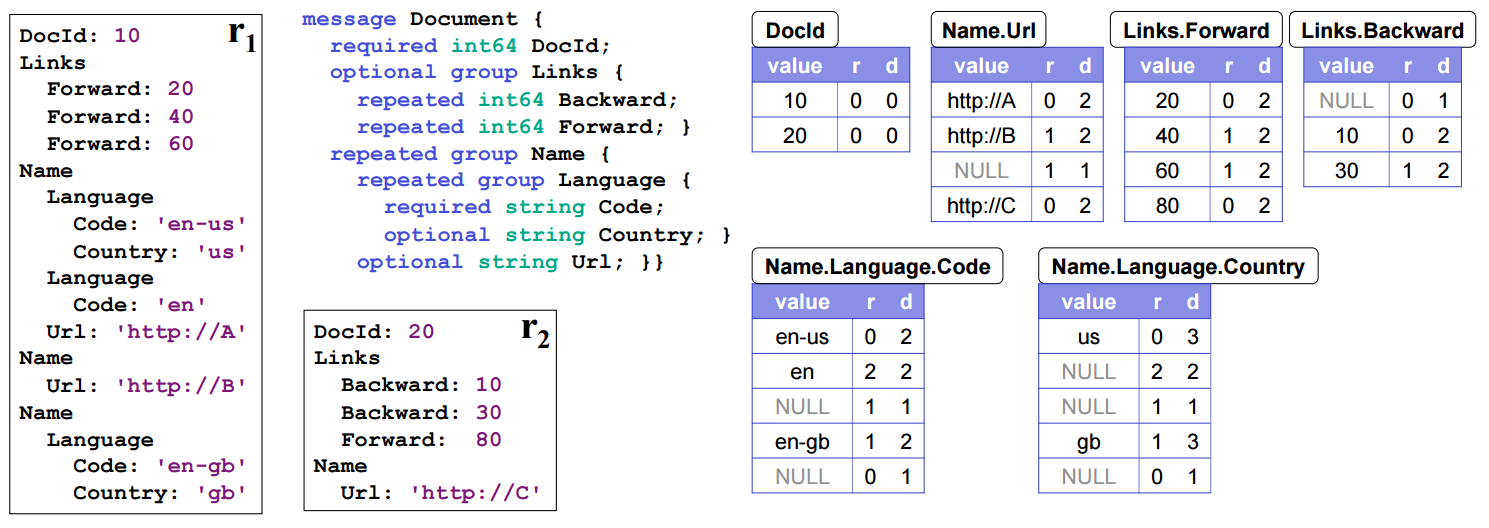 DocId: 10 r1
Links
Forward: 20
Forward: 40
Forward: 60
Name
Language
Code: 'en-us'
Country: 'us'
Language
Code: 'en'
Url: 'http://A'
Name
Url: 'http://B'
Name
Language
Code: 'en-gb'
Country: 'gb'
message Document {
required int64 DocId;
optional group Links {
repeated int64 Backward;
repeated int64 Forward; }
repeated group Name {
repeated group Language {
required string Code;
optional string Country; }
optional string Url; }}
DocId: 20 r2
Links
Backward: 10
Backward: 30
Forward: 80
Name
Url: 'http://C'
DocId
value r d
10 0 0
20 0 0
Name.Url
value r d
http://A 0 2
http://B 1 2
NULL 1 1
http://C 0 2
Links.Forward
value r d
20 0 2
40 1 2
60 1 2
80 0 2
Links.Backward
value r d
NULL 0 1
10 0 2
30 1 2
Name.Language.Code
value r d
en-us 0 2
en 2 2
NULL 1 1
en-gb 1 2
NULL 0 1
Name.Language.Country
value r d
us 0 3
NULL 2 2
NULL 1 1
gb 1 3
NULL 0 1